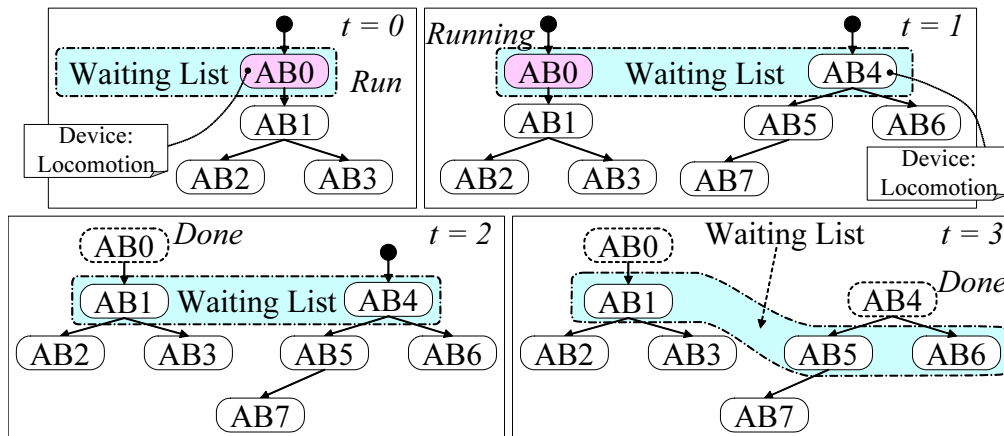 t = 0
Waiting List
AB0
Run
AB1
Device:
Locomotion
AB2
AB3
t = 1
Running
AB0
Waiting List
AB4
AB1
AB5
AB6
AB2
AB3
AB7
Device:
Locomotion
t = 2
AB0
Done
AB1
Waiting List
AB4
AB2
AB3
AB5
AB6
AB7
t = 3
AB0
Waiting List
Done
AB1
AB4
AB2
AB3
AB5
AB6
AB7